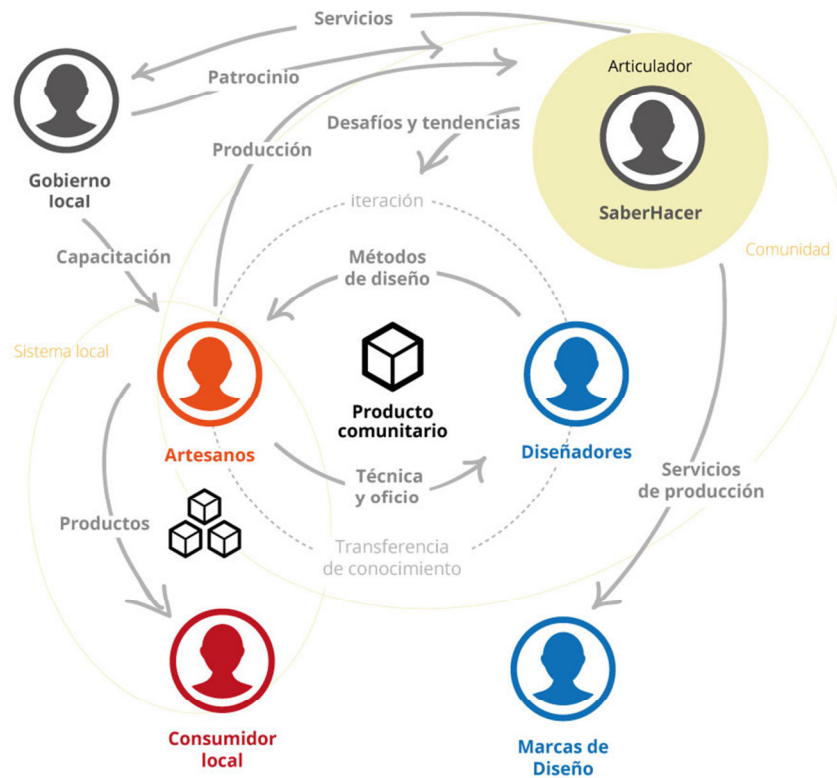 Servicios
Patrocinio
Articulador
Desafíos y tendencias
Producción
Gobierno
local
SaberHacer
iteración
Comunidad
Capacitación
Métodos
de diseño
Sistema local
Producto
comunitario
Artesanos
Diseñadores
Técnica
y oficio
Servicios
de producción
Productos
Transferencia
de conocimiento
Consumidor
local
Marcas de
Diseño